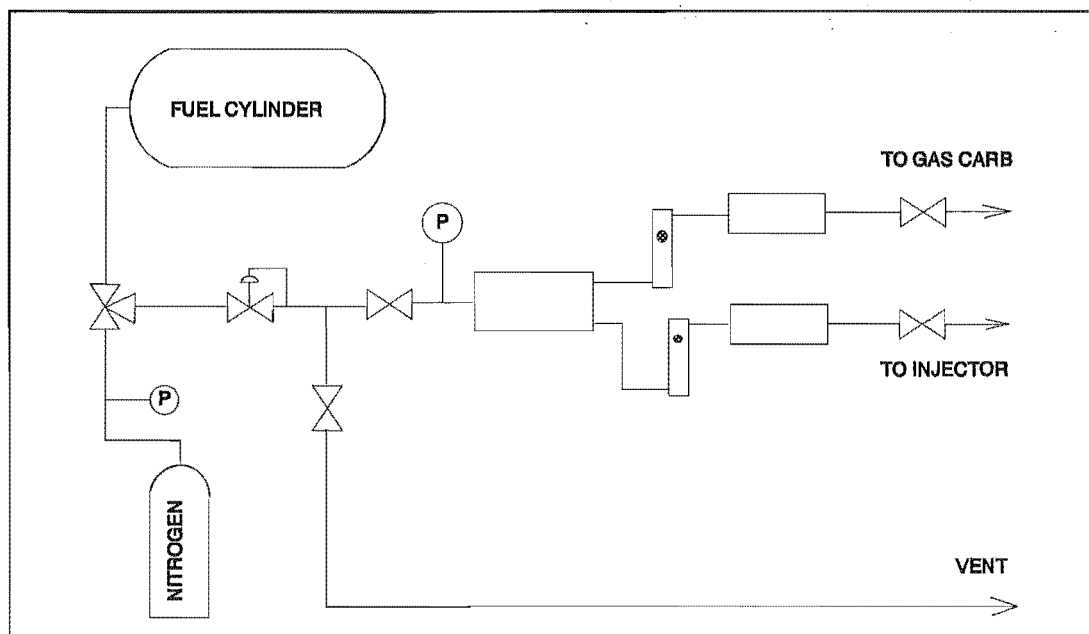 FUEL CYLINDER
TO GAS CARB
P
TO INJECTOR
P
NITROGEN
VENT